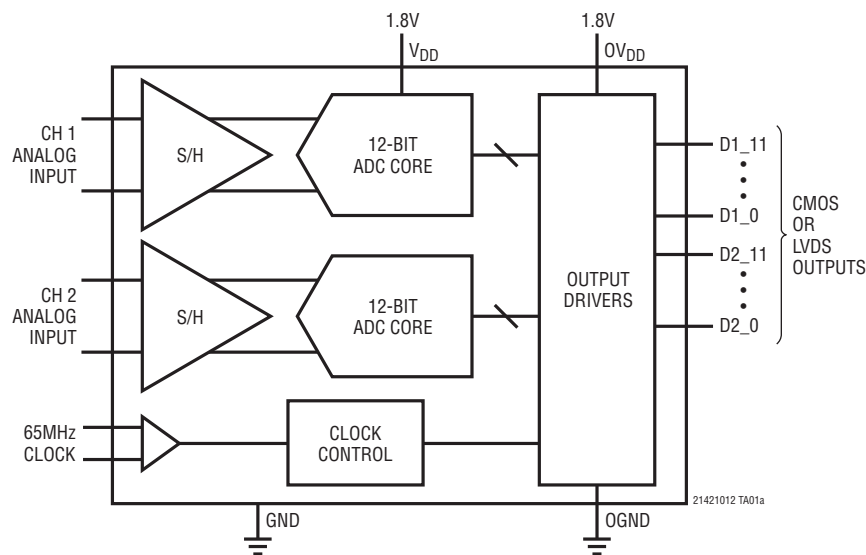 1.8V
1.8V
VDD
OVDD
CH 1
ANALOG
INPUT
S/H
12-BIT
ADC CORE
D1_11
D1_0
CH 2
ANALOG
INPUT
S/H
12-BIT
ADC CORE
OUTPUT
DRIVERS
D2_11
D2_0
CMOS
OR
LVDS
OUTPUTS
65MHz
CLOCK
CLOCK
CONTROL
GND
OGND
21421012 TA01a